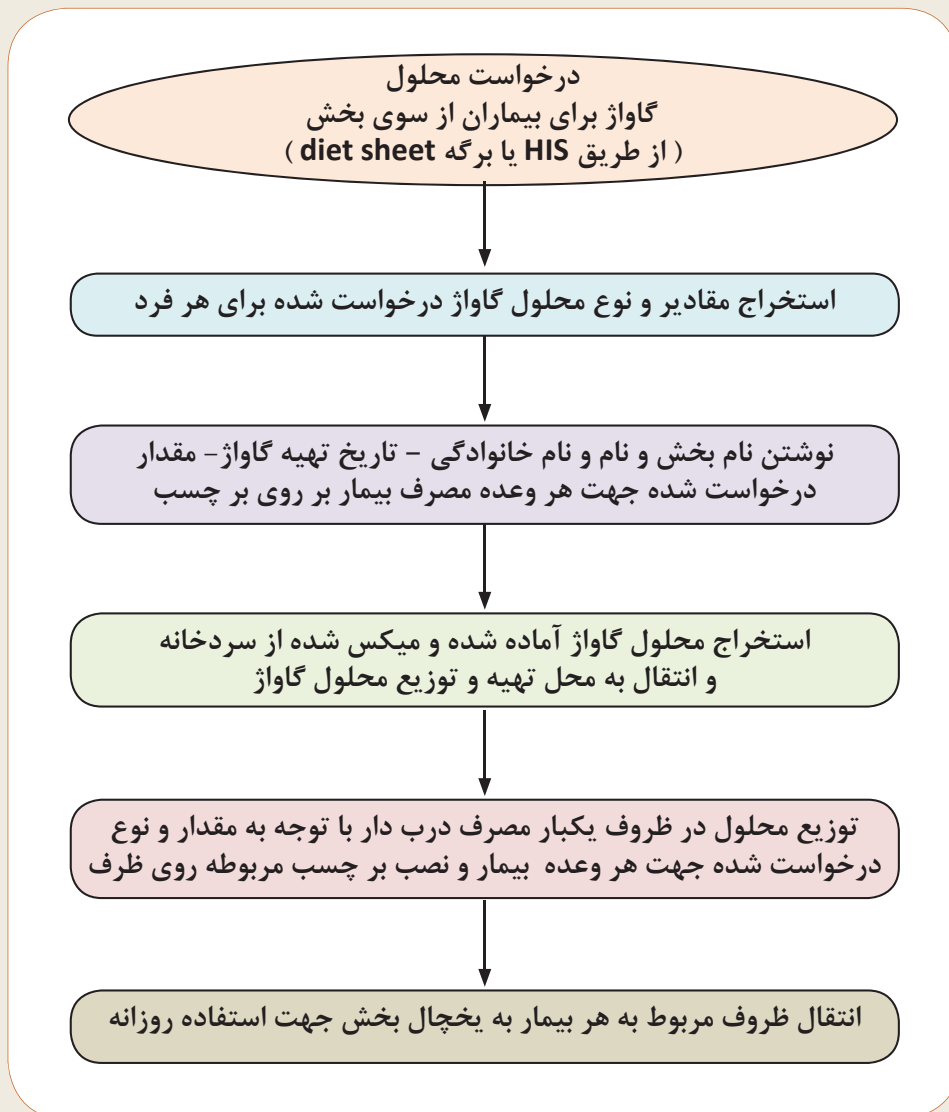 درخواست محلول
گاواژ برای بیماران از سوی بخش
( از طریق HIS یا برگه diet sheet )
استخراج مقادیر و نوع محلول گاواژ درخواست شده برای هر فرد
نوشتن نام بخش و نام و نام خانوادگی – تاریخ تهیه گاواژ– مقدار
درخواست شده جهت هر وعده مصرف بیمار بر روی بر چسب
استخراج محلول گاواژ آماده شده و میکس شده از سردخانه
و انتقال به محل تهیه و توزیع محلول گاواژ
توزیع محلول در ظروف یکبار مصرف درب دار با توجه به مقدار و نوع
درخواست شده جهت هر وعده بیمار و نصب بر چسب مربوطه روی ظرف
انتقال ظروف مربوط به هر بیمار به یخچال بخش جهت استفاده روزانه